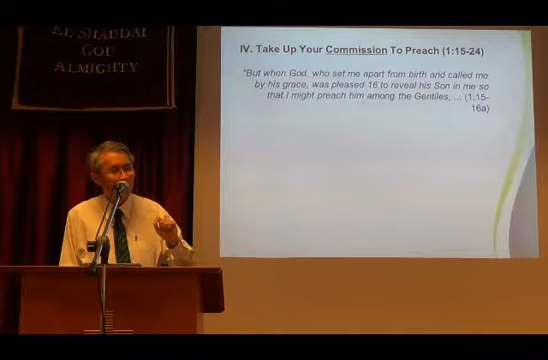 EL SHADDAI
GOD
ALMIGHTY
IV. Take Up Your Commission To Preach (1:15-24)
"But when God, who set me apart from birth and called me
by his grace, was pleased 16 to reveal his Son in me so
that I might preach him among the Gentiles, ... (1:15-
16a)